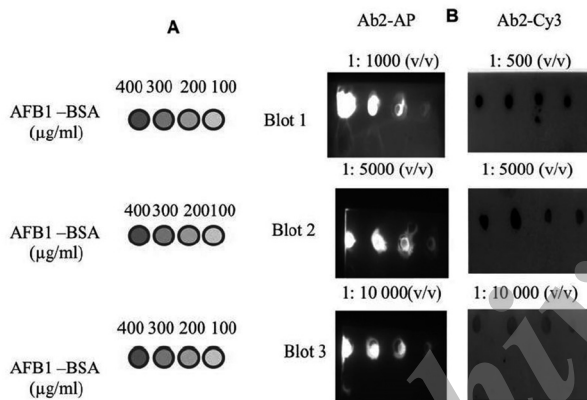 A
Ab2-AP B Ab2-Cy3
1: 1000 (v/v) 1: 500 (v/v)
400 300 200 100
AFB1 –BSA
(µg/ml)
Blot 1
1: 5000 (v/v) 1: 5000 (v/v)
400 300 200 100
AFB1 –BSA
(µg/ml)
Blot 2
1: 10 000(v/v) 1: 10 000 (v/v)
400 300 200 100
AFB1 –BSA
(µg/ml)
Blot 3